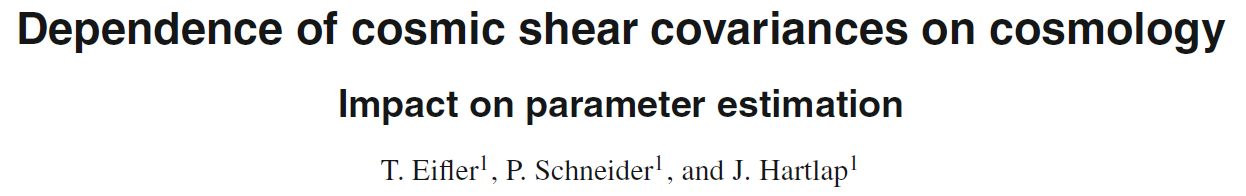 Dependence of cosmic shear covariances on cosmology
Impact on parameter estimation
T. Eifler¹, P. Schneider¹, and J. Hartlap¹